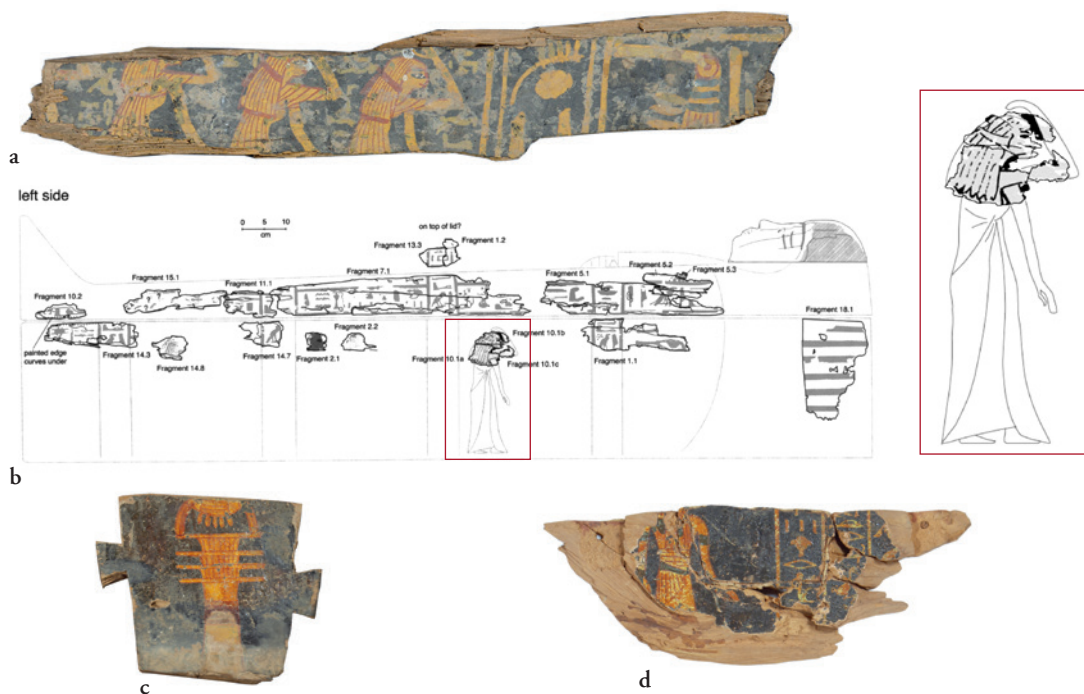 a
left side
0 5 10
cm
on top of lid?
Fragment 13.3
Fragment 1.2
Fragment 15.1
Fragment 11.1
Fragment 7.1
Fragment 5.1
Fragment 5.2
Fragment 5.3
Fragment 10.2
Fragment 18.1
painted edge
curves under
Fragment 14.3
Fragment 14.8
Fragment 14.7
Fragment 2.1
Fragment 2.2
Fragment 10.1a
Fragment 10.1b
Fragment 10.1c
Fragment 1.1
b
c
d